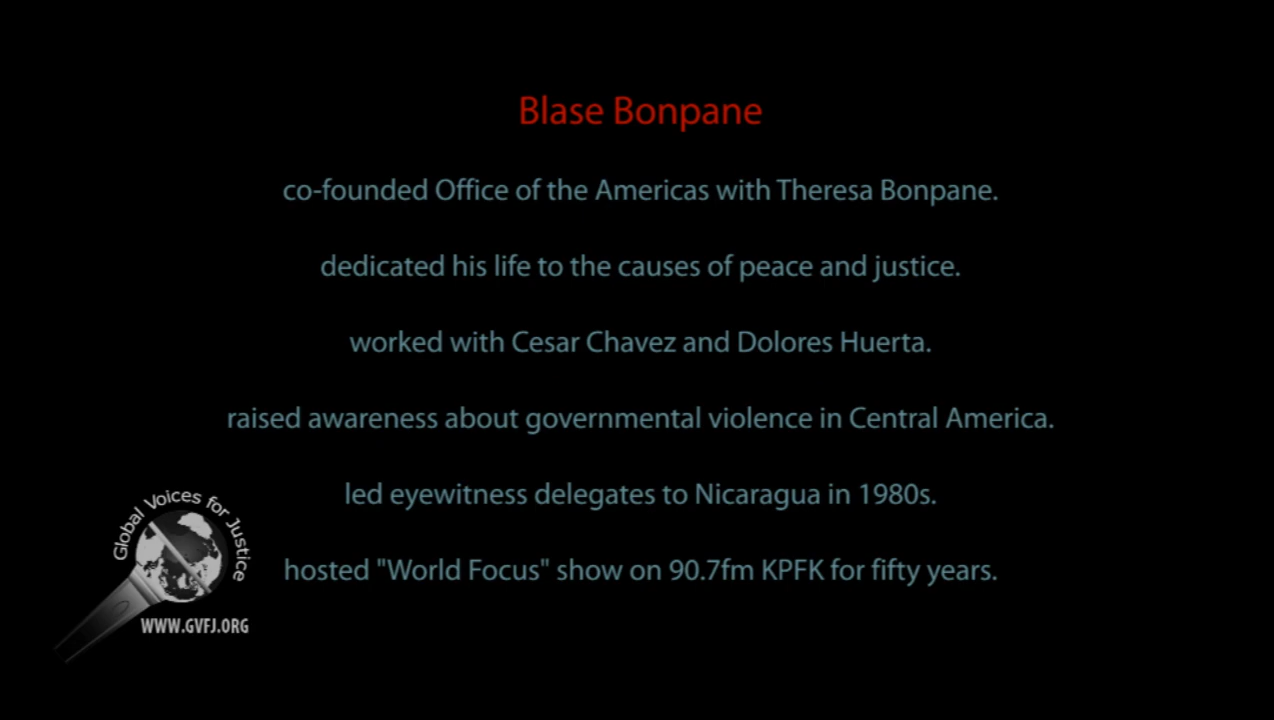 Blase Bonpane
co-founded Office of the Americas with Theresa Bonpane.
dedicated his life to the causes of peace and justice.
worked with Cesar Chavez and Dolores Huerta.
raised awareness about governmental violence in Central America.
led eyewitness delegates to Nicaragua in 1980s.
hosted "World Focus" show on 90.7fm KPFK for fifty years.
Global Voices for Justice
WWW.GVFJ.ORG